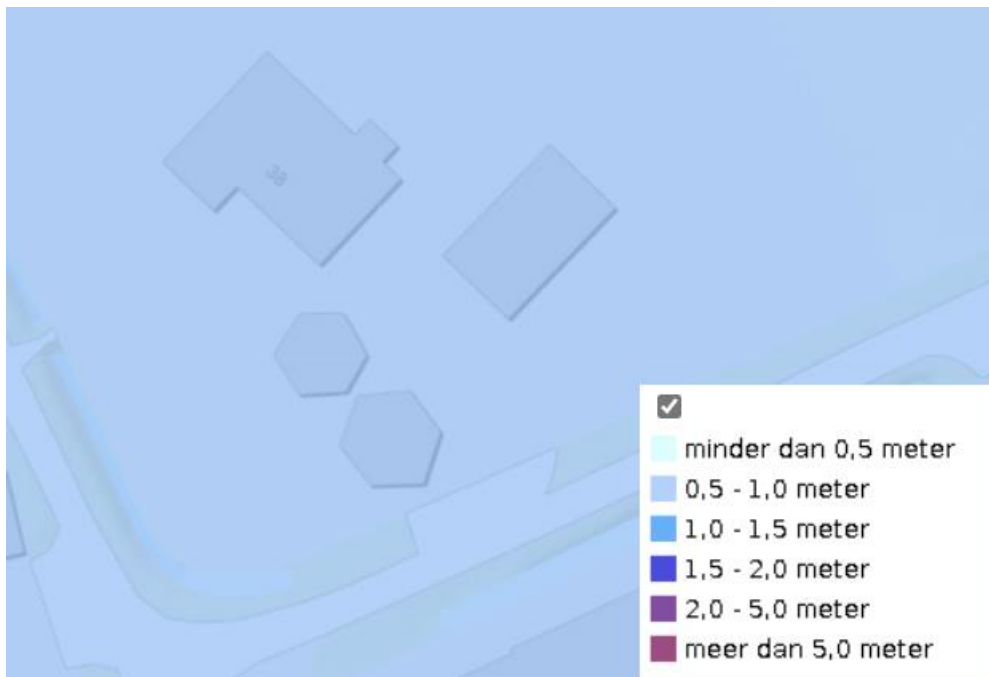 38
minder dan 0,5 meter
0,5 - 1,0 meter
1,0 - 1,5 meter
1,5 - 2,0 meter
2,0 - 5,0 meter
meer dan 5,0 meter